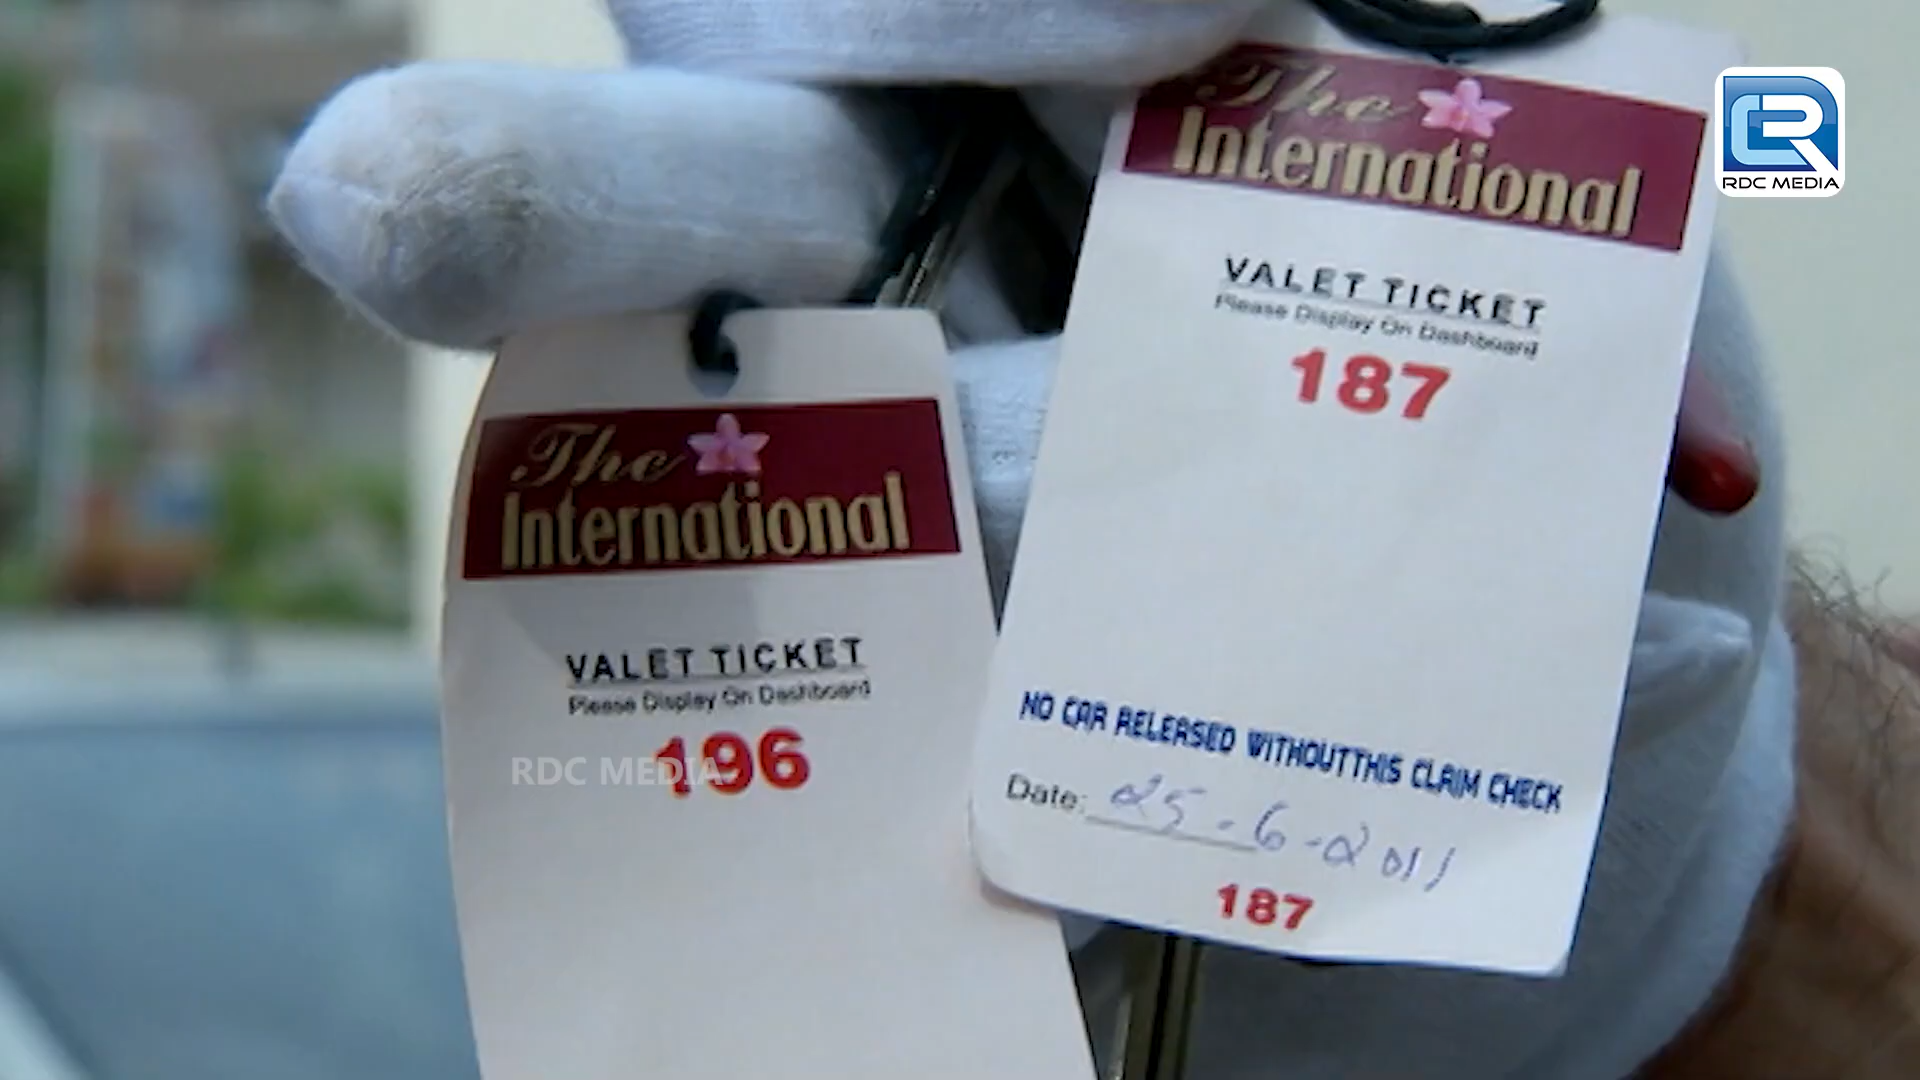 The
International
VALET TICKET
Please Display On Dashboard
196
The
International
VALET TICKET
Please Display On Dashboard
187
NO CAR RELEASED WITHOUTTHIS CLAIM CHECK
Date: 25-6-2011
187
RDC MEDIA
RDC MEDIA